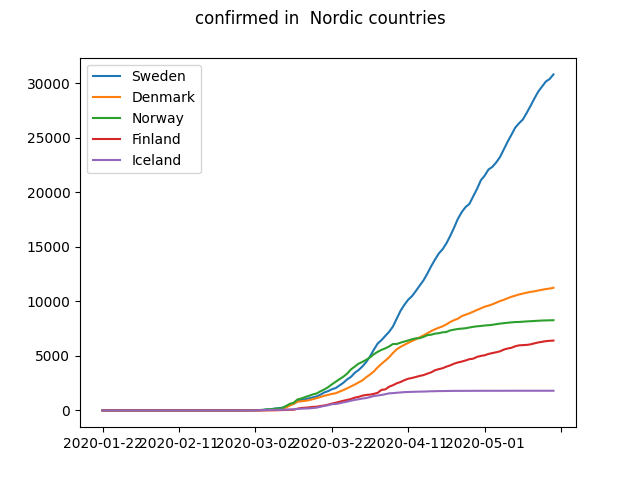 confirmed in  Nordic countries
Sweden
Denmark
Norway
Finland
Iceland
30000
25000
20000
15000
10000
5000
0
2020-01-22 2020-02-11 2020-03-02 2020-03-22 2020-04-11 2020-05-01